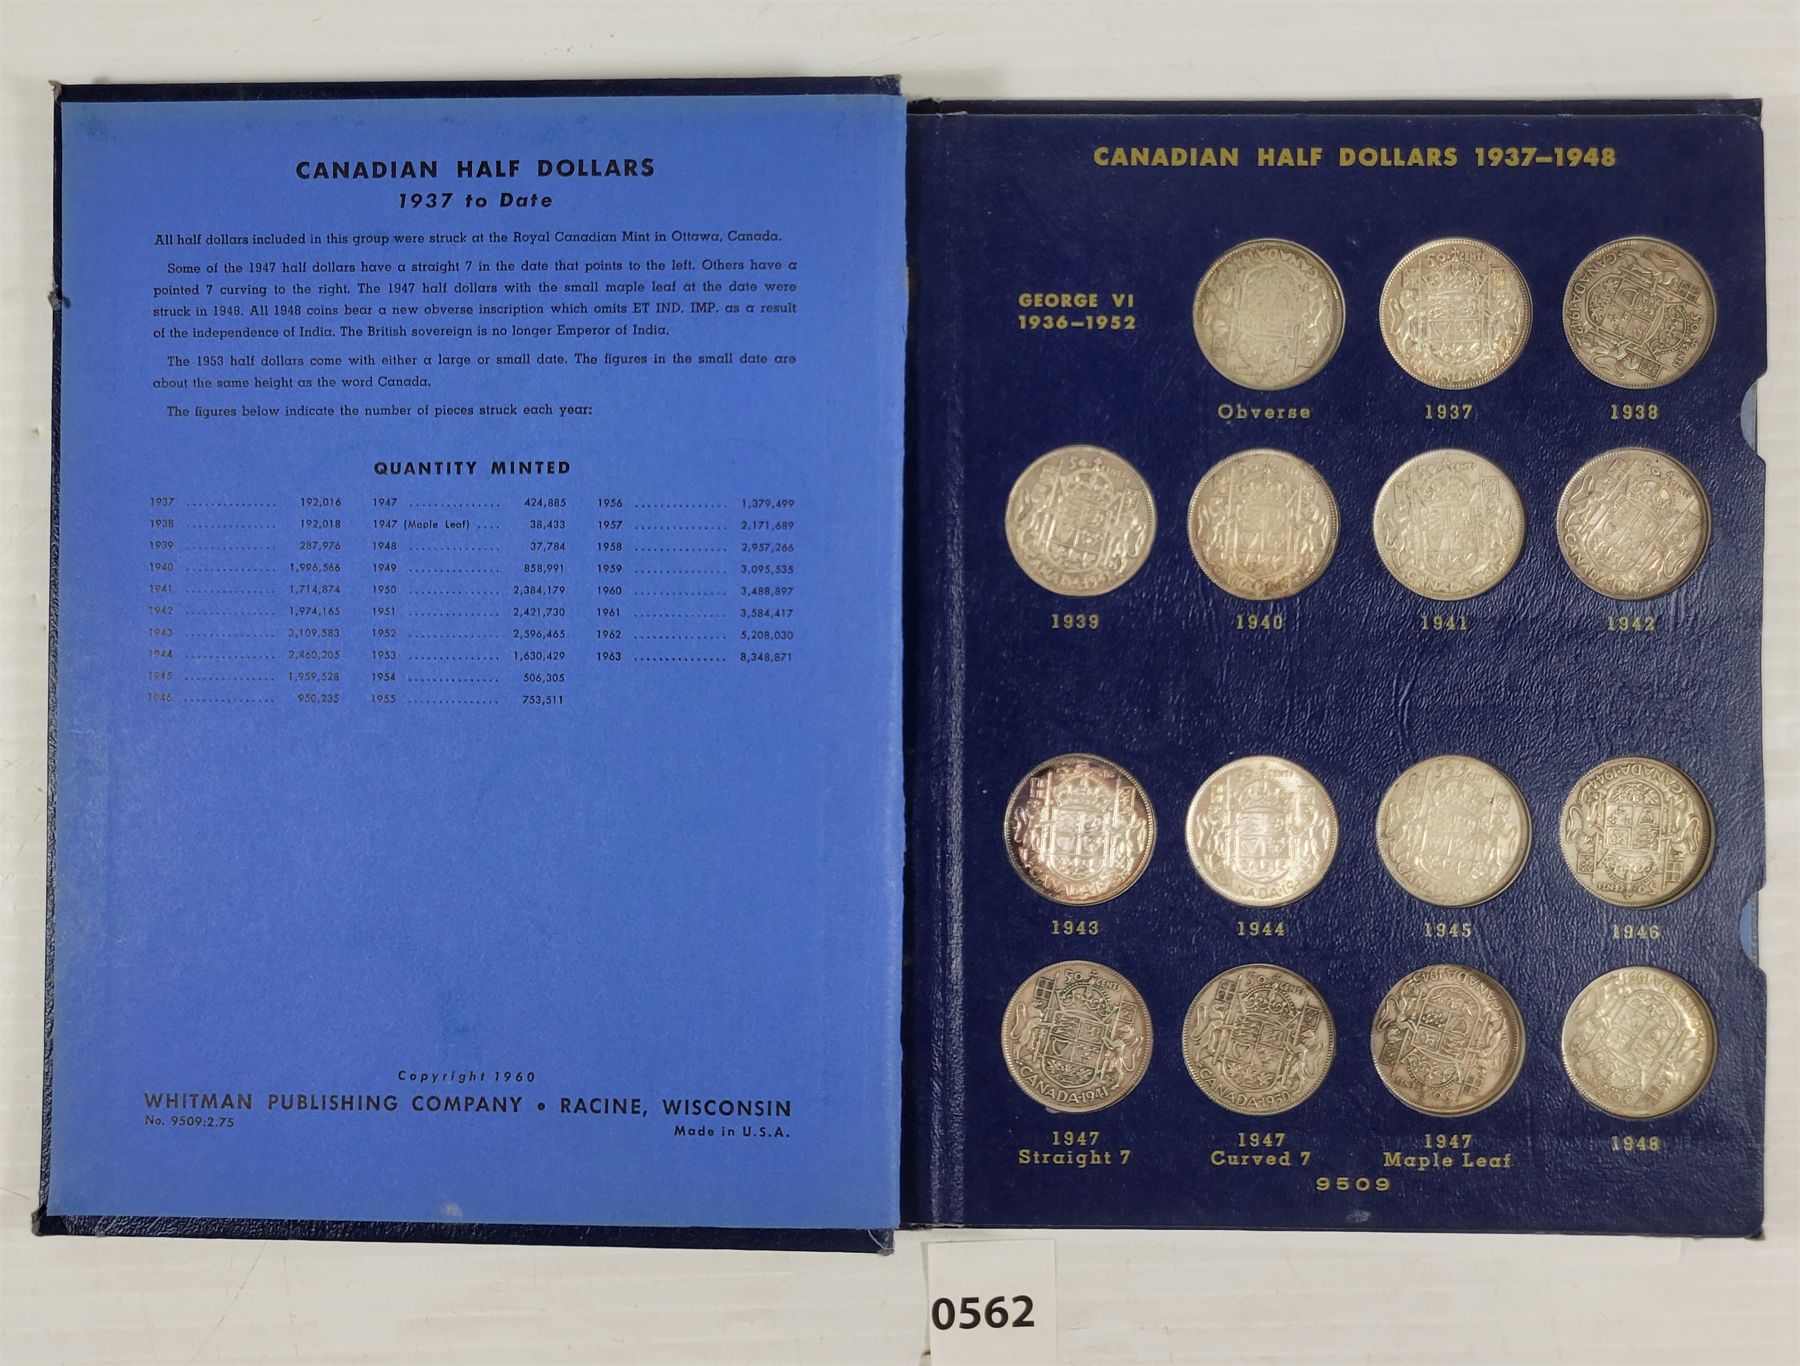 CANADIAN HALF DOLLARS
1937 to Date
All half dollars included in this group were struck at the Royal Canadian Mint in Ottawa, Canada.
Some of the 1947 half dollars have a straight 7 in the date that points to the left. Others have a
pointed 7 curving to the right. The 1947 half dollars with the small maple leaf at the date were
struck in 1948. All 1948 coins bear a new obverse inscription which omits ET IND. IMP. as a result
of the independence of India. The British sovereign is no longer Emperor of India.
The 1953 half dollars come with either a large or small date. The figures in the small date are
about the same height as the word Canada.
The figures below indicate the number of pieces struck each year:
QUANTITY MINTED
1937 .............. 192,016
1938 .............. 192,018
1939 .............. 287,976
1940 .............. 1,996,566
1941 .............. 1,714,874
1942 .............. 1,974,165
1943 .............. 3,109,583
1944 .............. 2,460,205
1945 .............. 1,959,528
1946 .............. 950,235
1947 .............. 424,885
1947 (Maple Leaf) .... 38,433
1948 .............. 37,784
1949 .............. 858,991
1950 .............. 2,384,179
1951 .............. 2,421,730
1952 .............. 2,596,465
1953 .............. 1,630,429
1954 .............. 506,305
1955 .............. 753,511
1956 .............. 1,379,499
1957 .............. 2,171,689
1958 .............. 2,957,266
1959 .............. 3,095,535
1960 .............. 3,488,897
1961 .............. 3,584,417
1962 .............. 5,208,030
1963 .............. 8,348,871
Copyright 1960
WHITMAN PUBLISHING COMPANY • RACINE, WISCONSIN
No. 9509:2.75
Made in U.S.A.
CANADIAN HALF DOLLARS 1937–1948
GEORGE VI
1936–1952
Obverse
1937
1938
1939
1940
1941
1942
1943
1944
1945
1946
1947
Straight 7
1947
Curved 7
1947
Maple Leaf
1948
9509
0562